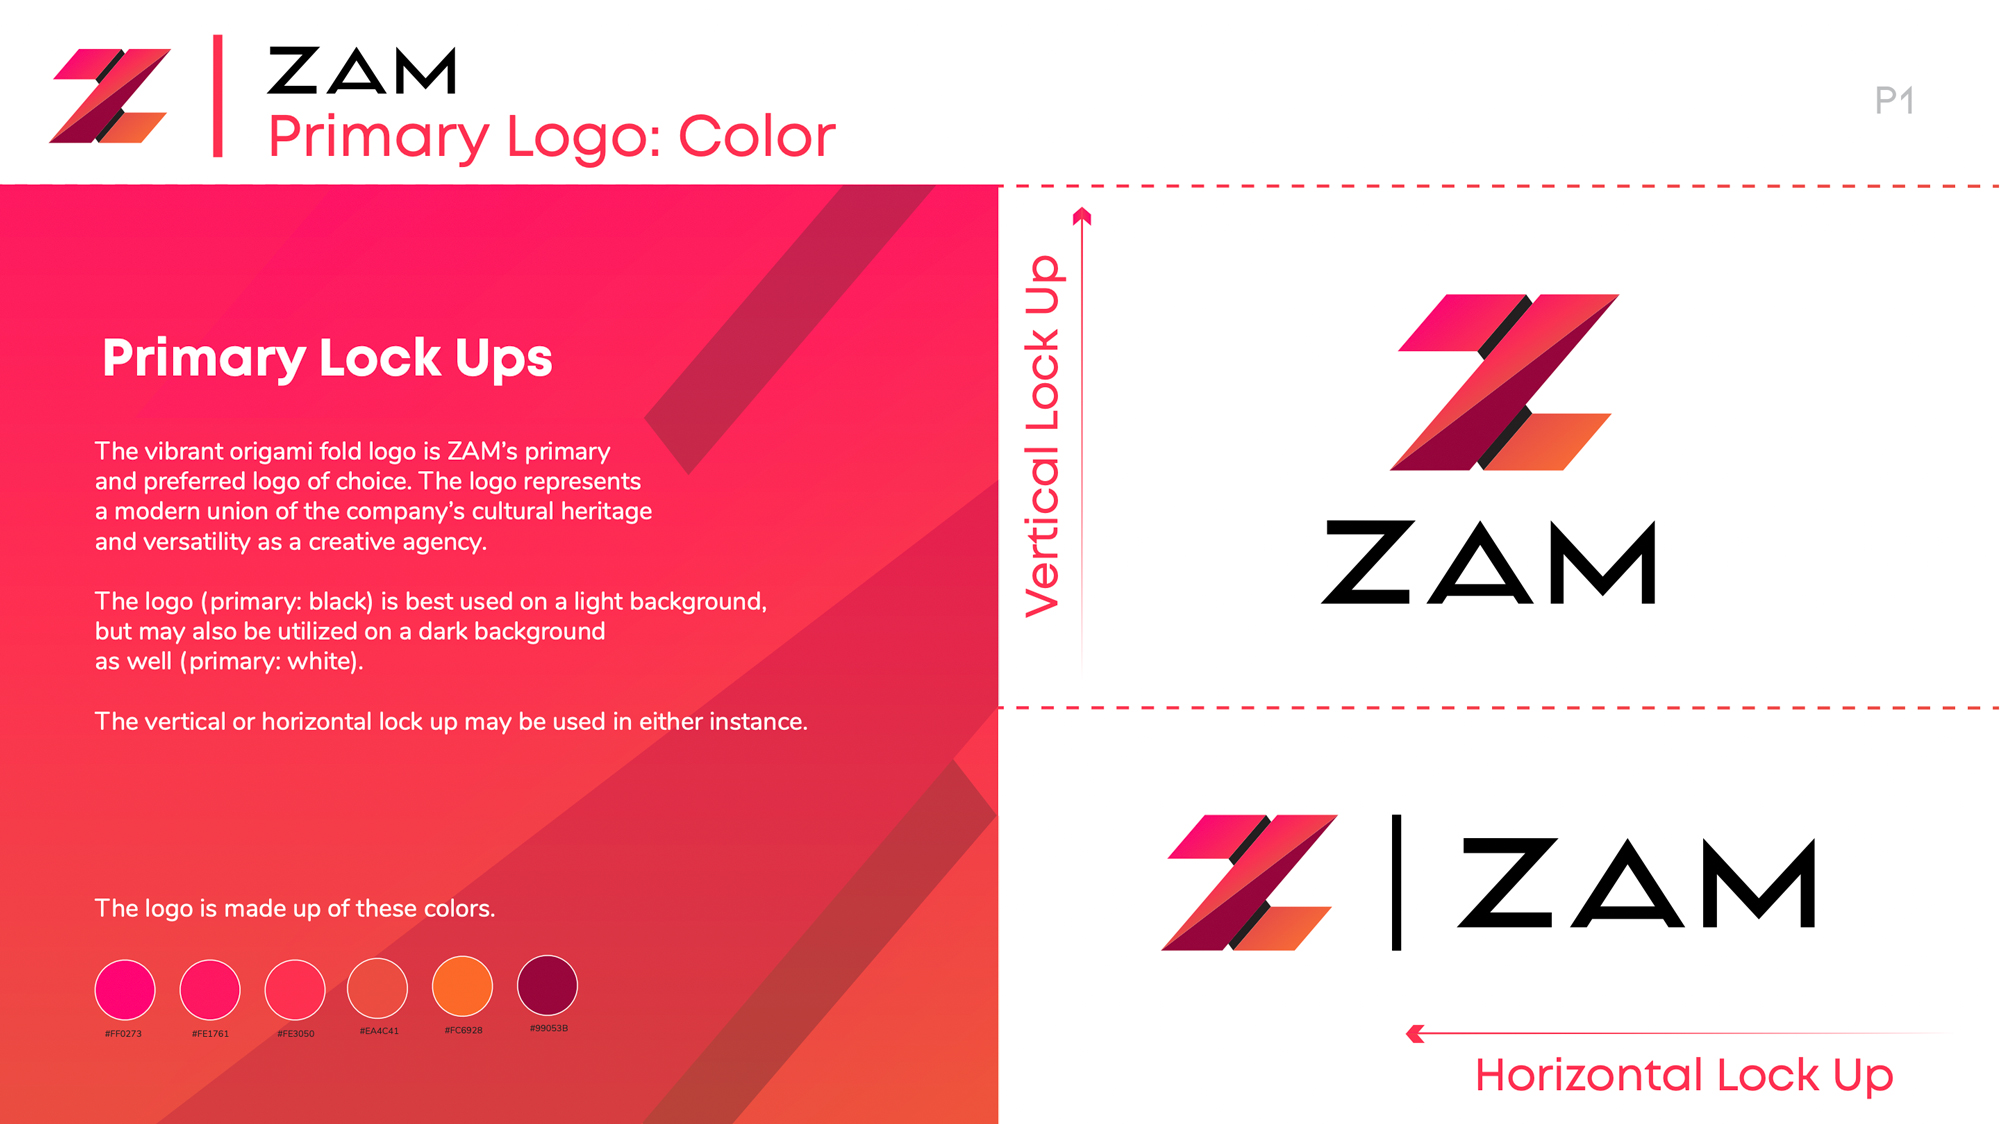 ZAM
Primary Logo: Color
P1
Primary Lock Ups
The vibrant origami fold logo is ZAM’s primary
and preferred logo of choice. The logo represents
a modern union of the company’s cultural heritage
and versatility as a creative agency.
The logo (primary: black) is best used on a light background,
but may also be utilized on a dark background
as well (primary: white).
The vertical or horizontal lock up may be used in either instance.
The logo is made up of these colors.
#FF0273 #FE1761 #FE3050 #EA4C41 #FC692B #99053B
Vertical Lock Up
ZAM
ZAM
Horizontal Lock Up